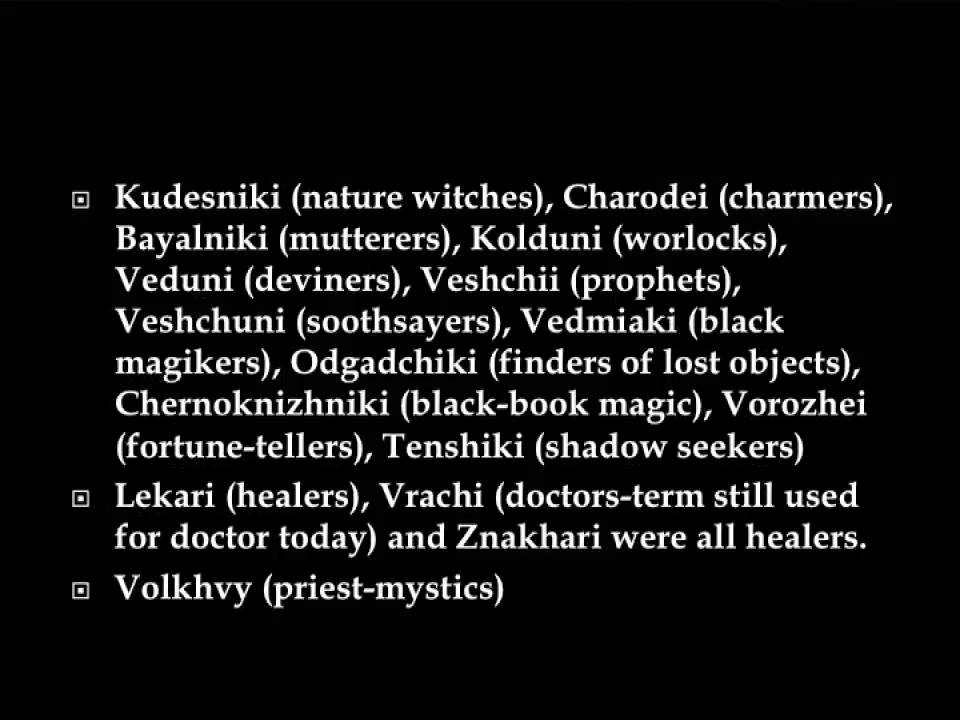 Kudesniki (nature witches), Charodei (charmers),
Bayalniki (mutterers), Kolduni (worlocks),
Veduni (deviners), Veshchii (prophets),
Veshchuni (soothsayers), Vedmiaki (black
magikers), Odgadchiki (finders of lost objects),
Chernoknizhniki (black-book magic), Vorozhei
(fortune-tellers), Tenshiki (shadow seekers)
Lekari (healers), Vrachi (doctors-term still used
for doctor today) and Znakhari were all healers.
Volkhvy (priest-mystics)